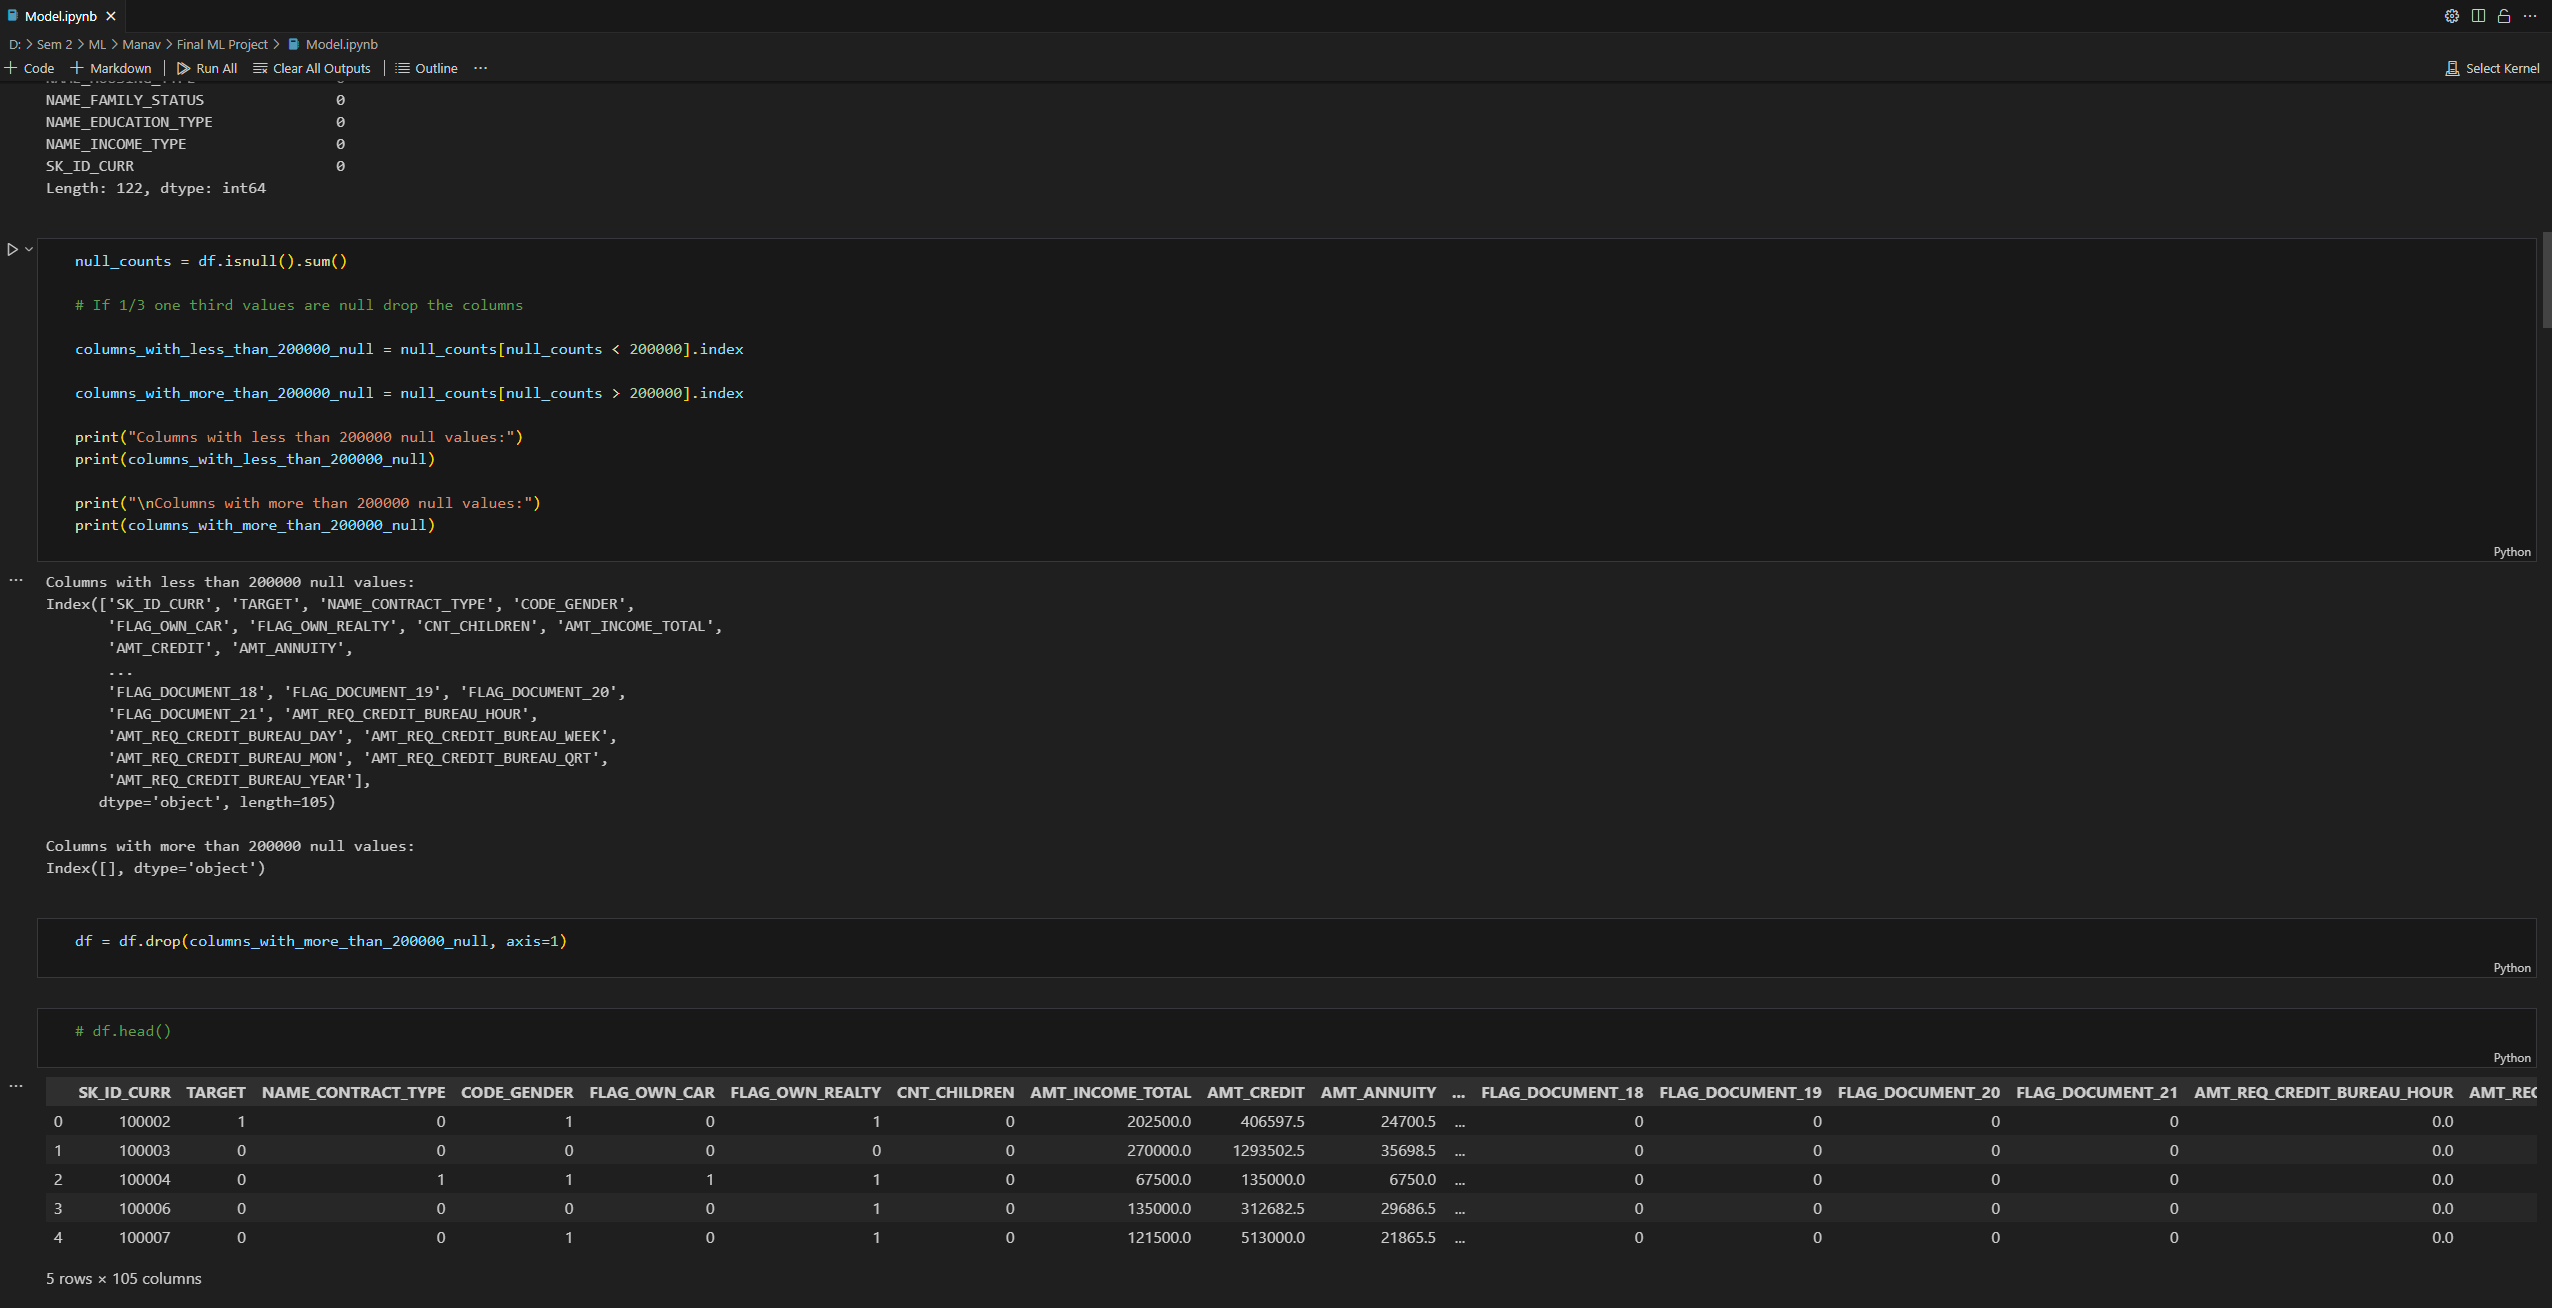 Model.ipynb
D: > Sem 2 > ML > Manav > Final ML Project > Model.ipynb
+ Code + Markdown | Run All Clear All Outputs | Outline ...
Select Kernel
NAME_FAMILY_STATUS 0
NAME_EDUCATION_TYPE 0
NAME_INCOME_TYPE 0
SK_ID_CURR 0
Length: 122, dtype: int64
null_counts = df.isnull().sum()
# If 1/3 one third values are null drop the columns
columns_with_less_than_200000_null = null_counts[null_counts < 200000].index
columns_with_more_than_200000_null = null_counts[null_counts > 200000].index
print("Columns with less than 200000 null values:")
print(columns_with_less_than_200000_null)
print("\nColumns with more than 200000 null values:")
print(columns_with_more_than_200000_null)
Python
Columns with less than 200000 null values:
Index(['SK_ID_CURR', 'TARGET', 'NAME_CONTRACT_TYPE', 'CODE_GENDER',
'FLAG_OWN_CAR', 'FLAG_OWN_REALTY', 'CNT_CHILDREN', 'AMT_INCOME_TOTAL',
'AMT_CREDIT', 'AMT_ANNUITY',
...
'FLAG_DOCUMENT_18', 'FLAG_DOCUMENT_19', 'FLAG_DOCUMENT_20',
'FLAG_DOCUMENT_21', 'AMT_REQ_CREDIT_BUREAU_HOUR',
'AMT_REQ_CREDIT_BUREAU_DAY', 'AMT_REQ_CREDIT_BUREAU_WEEK',
'AMT_REQ_CREDIT_BUREAU_MON', 'AMT_REQ_CREDIT_BUREAU_QRT',
'AMT_REQ_CREDIT_BUREAU_YEAR'],
dtype='object', length=105)
Columns with more than 200000 null values:
Index([], dtype='object')
df = df.drop(columns_with_more_than_200000_null, axis=1)
Python
# df.head()
Python
SK_ID_CURR TARGET NAME_CONTRACT_TYPE CODE_GENDER FLAG_OWN_CAR FLAG_OWN_REALTY CNT_CHILDREN AMT_INCOME_TOTAL AMT_CREDIT AMT_ANNUITY ... FLAG_DOCUMENT_18 FLAG_DOCUMENT_19 FLAG_DOCUMENT_20 FLAG_DOCUMENT_21 AMT_REQ_CREDIT_BUREAU_HOUR
0 100002 1 0 1 0 1 0 202500.0 406597.5 24700.5 ... 0 0 0 0 0.0
1 100003 0 0 0 0 0 0 270000.0 1293502.5 35698.5 ... 0 0 0 0 0.0
2 100004 0 1 1 1 1 0 67500.0 135000.0 6750.0 ... 0 0 0 0 0.0
3 100006 0 0 0 0 1 0 135000.0 312682.5 29686.5 ... 0 0 0 0 0.0
4 100007 0 0 1 0 1 0 121500.0 513000.0 21865.5 ... 0 0 0 0 0.0
5 rows × 105 columns